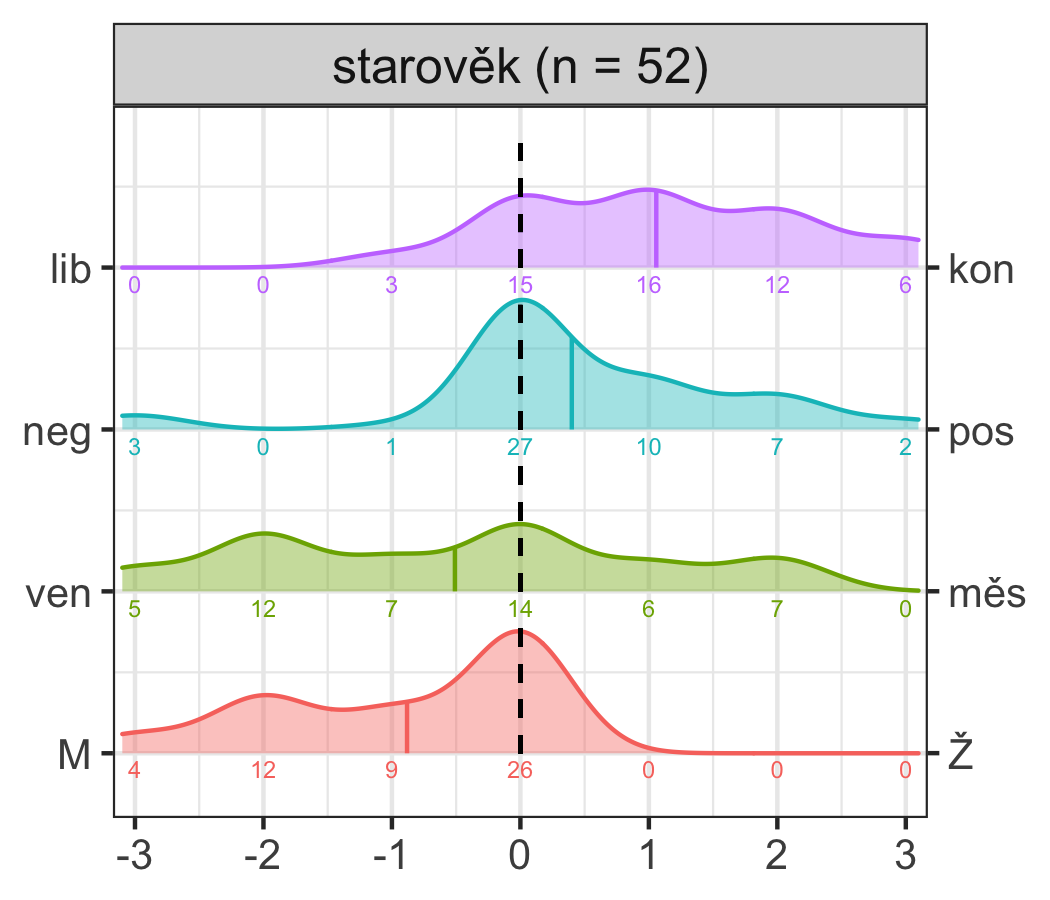 starověk (n = 52)
lib kon
0 0 3 15 16 12 6
neg pos
3 0 1 27 10 7 2
ven měs
5 12 7 14 6 7 0
M Ž
4 12 9 26 0 0 0
-3 -2 -1 0 1 2 3